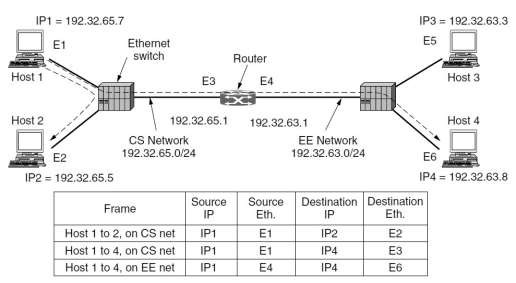 IP1 = 192.32.65.7
IP3 = 192.32.63.3
E1
Ethernet
switch
Router
E5
Host 1
E3
E4
Host 3
Host 2
192.32.65.1
192.32.63.1
Host 4
CS Network
192.32.65.0/24
EE Network
192.32.63.0/24
E2
E6
IP2 = 192.32.65.5
IP4 = 192.32.63.8
Frame Source IP Source Eth. Destination IP Destination Eth.
Host 1 to 2, on CS net IP1 E1 IP2 E2
Host 1 to 4, on CS net IP1 E1 IP4 E3
Host 1 to 4, on EE net IP1 E4 IP4 E6